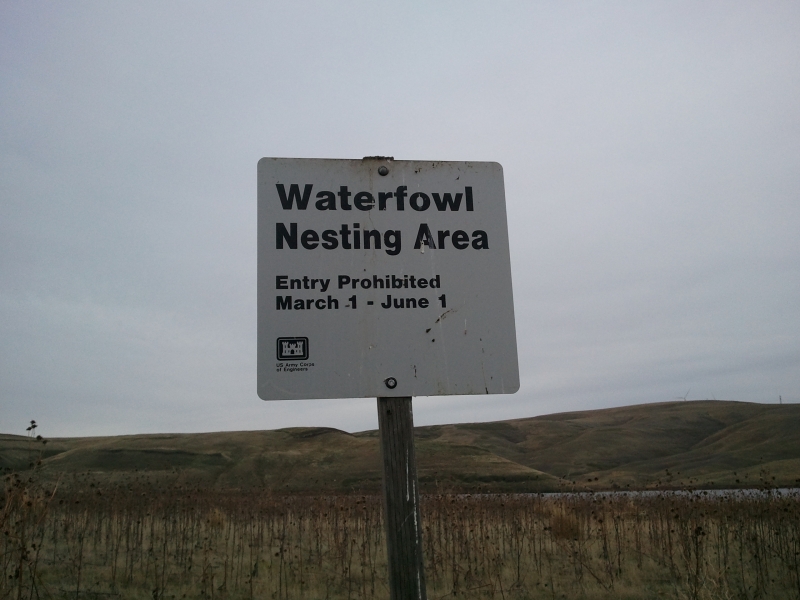 Waterfowl
Nesting Area
Entry Prohibited
March 1 - June 1
US Army Corps
of Engineers